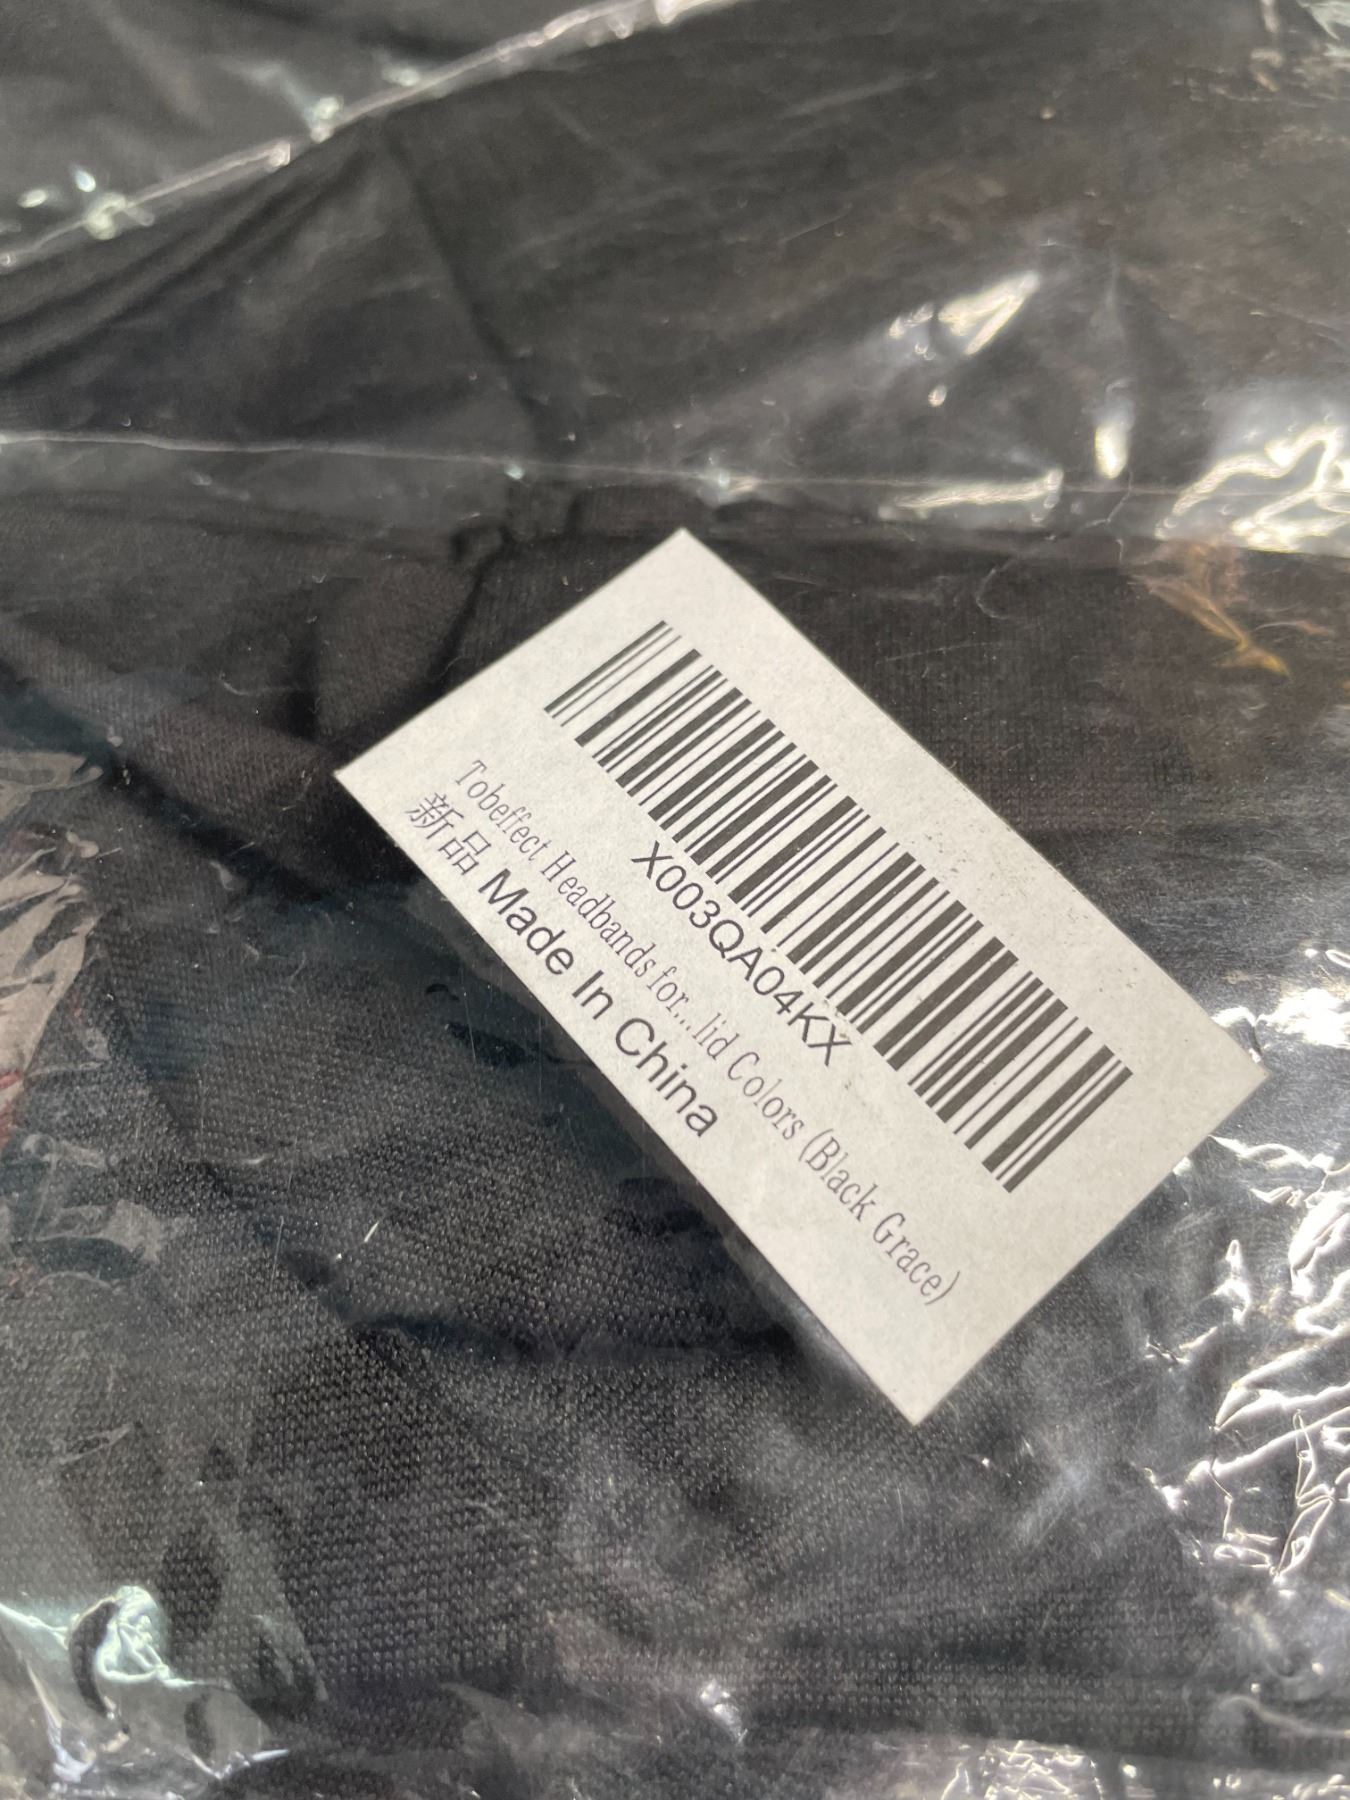 X003QA04KX
Tobeffect Headbands for...lid Colors (Black Grace)
新品 Made In China